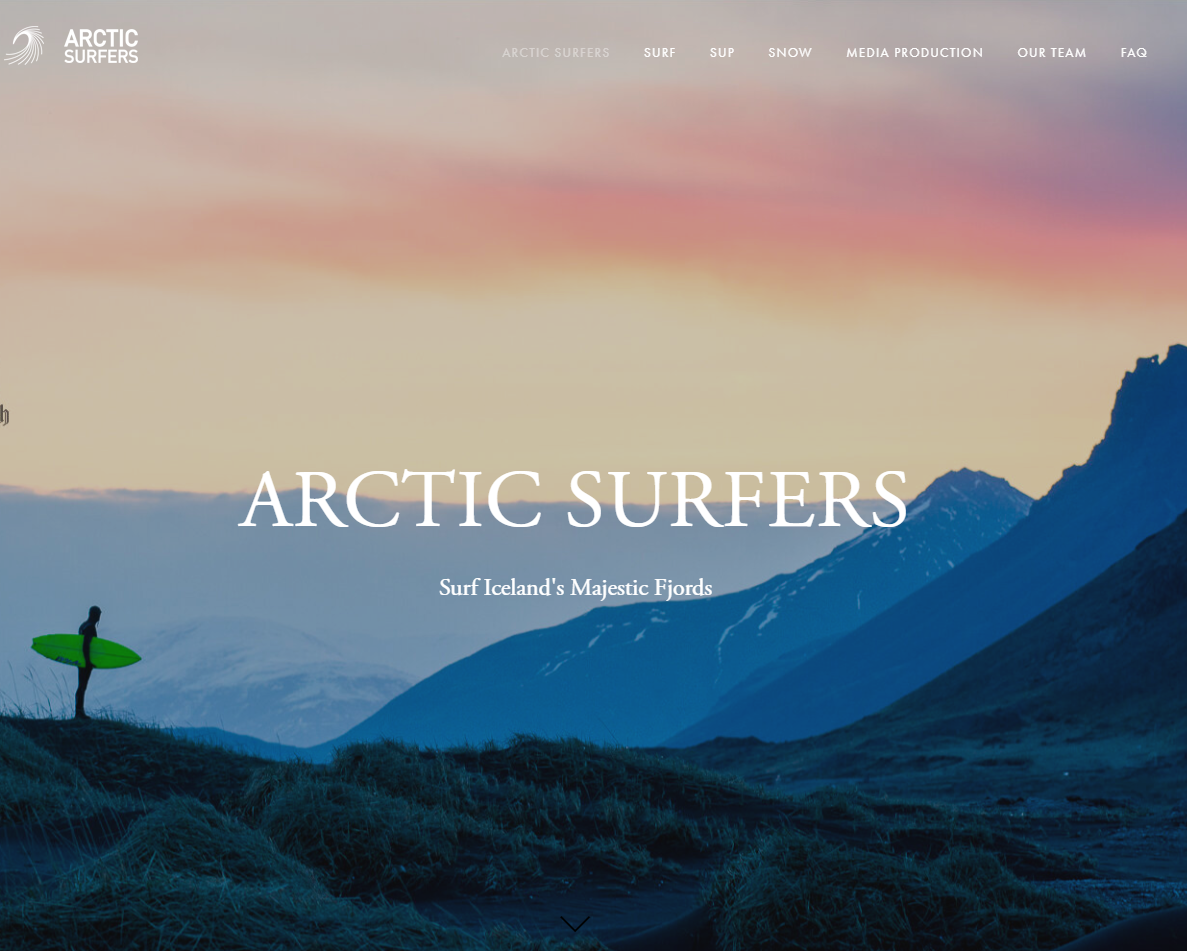 ARCTIC
SURFERS
ARCTIC SURFERS SURF SUP SNOW MEDIA PRODUCTION OUR TEAM FAQ
ARCTIC SURFERS
Surf Iceland's Majestic Fjords